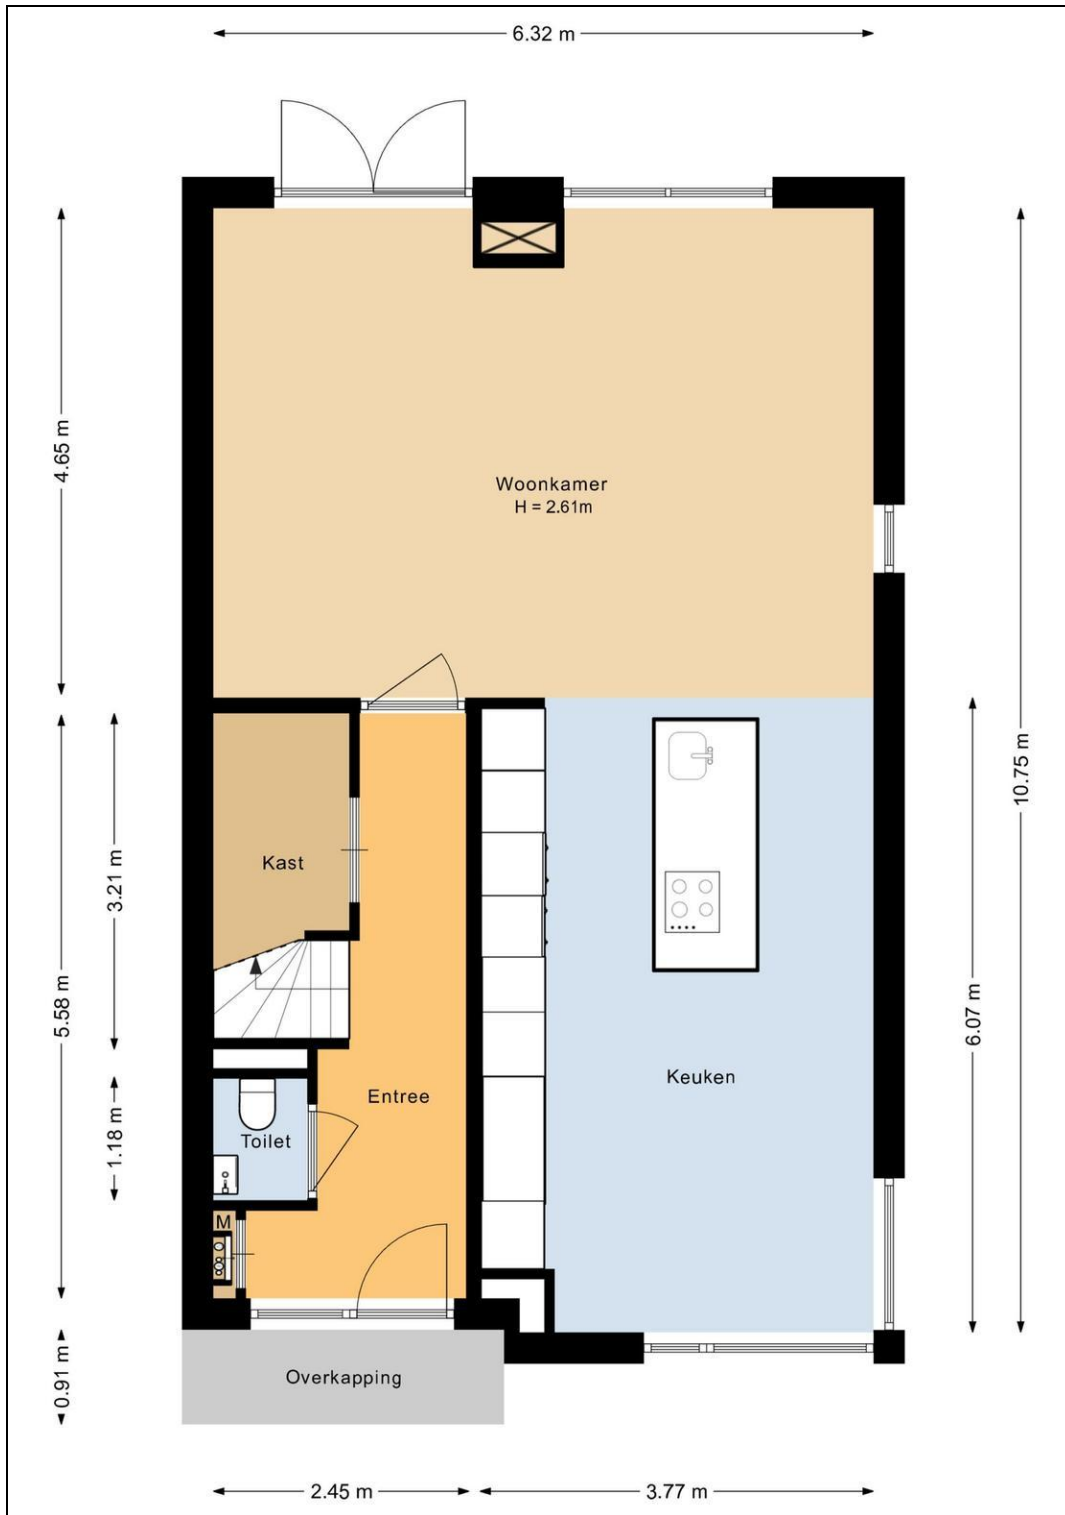 6.32 m
4.65 m
Woonkamer
H = 2.61m
10.75 m
Kast
3.21 m
5.58 m
6.07 m
Keuken
Entree
1.18 m
Toilet
M
0.91 m
Overkapping
2.45 m
3.77 m